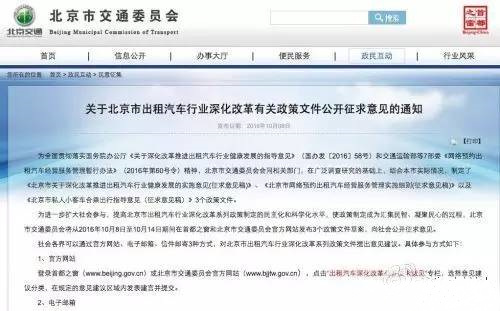 北京交通
北京市交通委员会
Beijing Municipal Commission of Transport
搜索
首都之窗
首页
信息公开
办事大厅
便民服务
政民互动
行业风采
您所在的位置 首页 > 政民互动 > 民意征集
关于北京市出租汽车行业深化改革有关政策文件公开征求意见的通知
发布日期：2016年10月08日
【打印】
为全面贯彻落实国务院办公厅《关于深化改革推进出租汽车行业健康发展的指导意见》（国办发〔2016〕58号）和交通运输部等7部委《网络预约出
租汽车经营服务管理暂行办法》（2016年第60号令）精神，北京市交通委员会会同相关部门，在广泛调查研究的基础上，结合本市实际情况，制定了
《北京市关于深化改革推进出租汽车行业健康发展的实施意见(征求意见稿)》、《北京市网络预约出租汽车经营服务管理实施细则(征求意见稿)》以及
《北京市私人小客车合乘出行指导意见（征求意见稿）》3个政策文件。
为进一步扩大社会参与，提高北京市出租汽车行业深化改革系列政策制定的民主化和科学化水平，使政策制定成为汇集民智、凝聚民心的过程，北京
市交通委员会将从2016年10月8日至10月14日期间在首都之窗和北京市交通委员会官方网站发布3个政策文件草案，向社会公开征求意见。
社会各界可以通过官方网站、电子邮箱、信件邮寄3种方式，对北京市出租汽车行业深化改革系列政策文件提出意见建议。具体参与方式如下：
1、官方网站
登录首都之窗（www.beijing.gov.cn）或北京市交通委员会官方网站（www.bjjtw.gov.cn），点击“出租汽车深化改革 ”专栏，选择意见建
议分类，在规定的意见建议区域内发表建言并提交。
2、电子邮箱